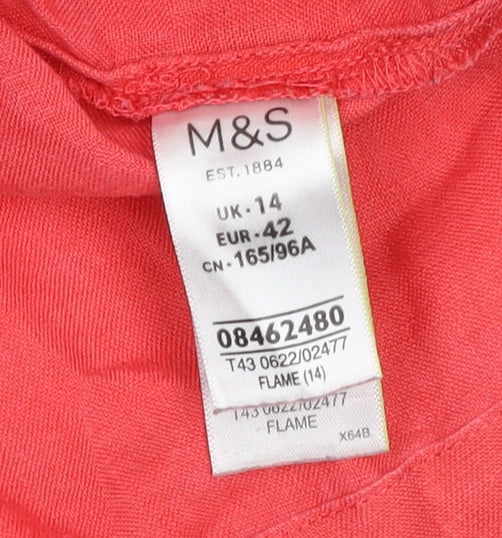 M&S
EST. 1884
UK - 14
EUR - 42
CN - 165/96A
08462480
T43 0622/02477
FLAME (14)
T43 0622/02477
FLAME
X64B